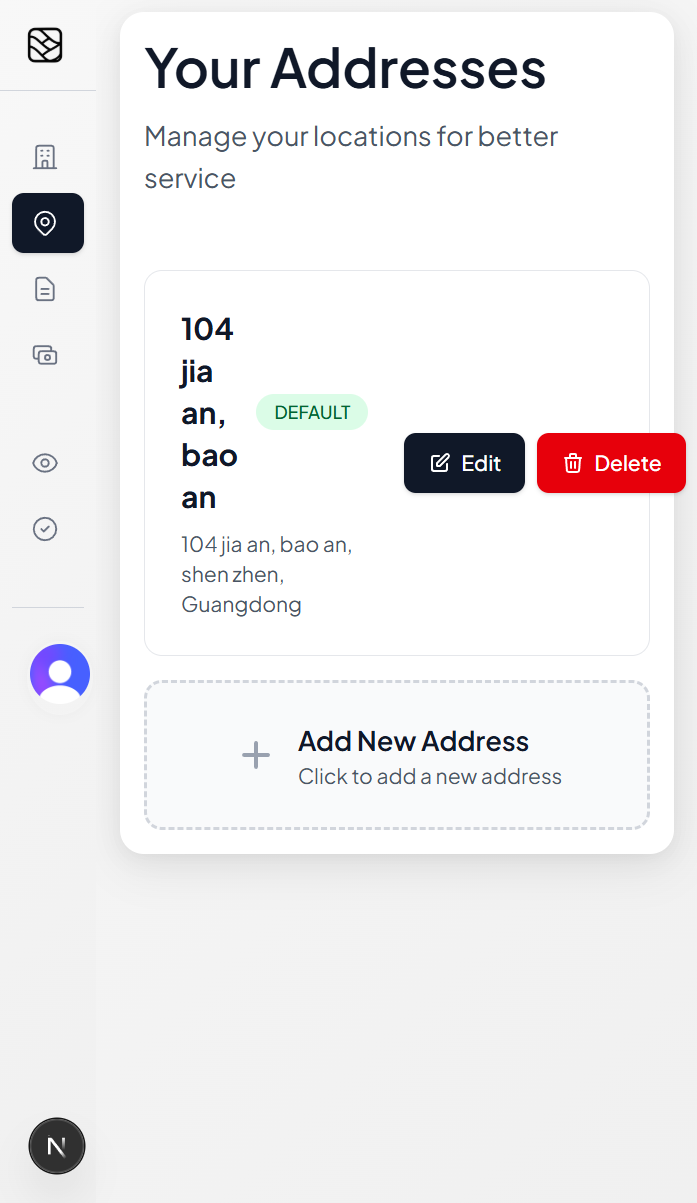 Your Addresses
Manage your locations for better
service
104
jia
an,
bao
an
DEFAULT
Edit
Delete
104 jia an, bao an,
shen zhen,
Guangdong
Add New Address
Click to add a new address
N